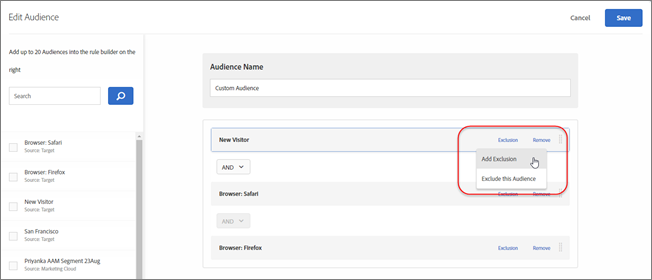 Edit Audience
Cancel
Save
Add up to 20 Audiences into the rule builder on the
right
Search
Browser: Safari
Source: Target
Browser: Firefox
Source: Target
New Visitor
Source: Target
San Francisco
Source: Target
Priyanka AAM Segment 23Aug
Source: Marketing Cloud
Audience Name
Custom Audience
New Visitor
Exclusion
Remove
Add Exclusion
Exclude this Audience
AND
Browser: Safari
Exclusion
Remove
AND
Browser: Firefox
Exclusion
Remove